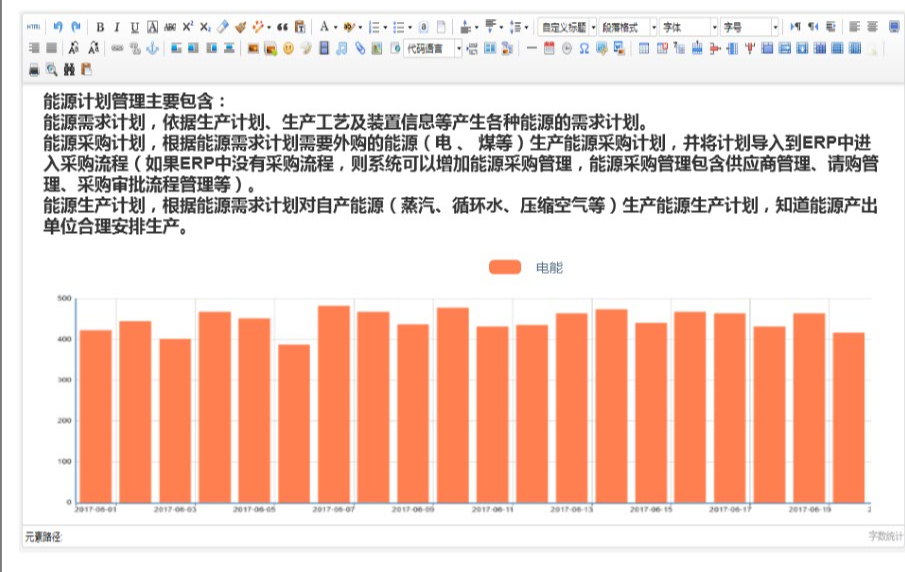 HTML B I U A ABC X² X₂ A a 自定义标题 段落格式 字体 字号
代码语言 Ω
能源计划管理主要包含：
能源需求计划，依据生产计划、生产工艺及装置信息等产生各种能源的需求计划。
能源采购计划，根据能源需求计划需要外购的能源（电 、 煤等）生产能源采购计划，并将计划导入到ERP中进
入采购流程（如果ERP中没有采购流程，则系统可以增加能源采购管理，能源采购管理包含供应商管理、请购管
理、采购审批流程管理等）。
能源生产计划，根据能源需求计划对自产能源（蒸汽、循环水、压缩空气等）生产能源生产计划，知道能源产出
单位合理安排生产。
电能
500
400
300
200
100
0
2017-06-01 2017-06-03 2017-06-05 2017-06-07 2017-06-09 2017-06-11 2017-06-13 2017-06-15 2017-06-17 2017-06-19 2
元素路径: 字数统计